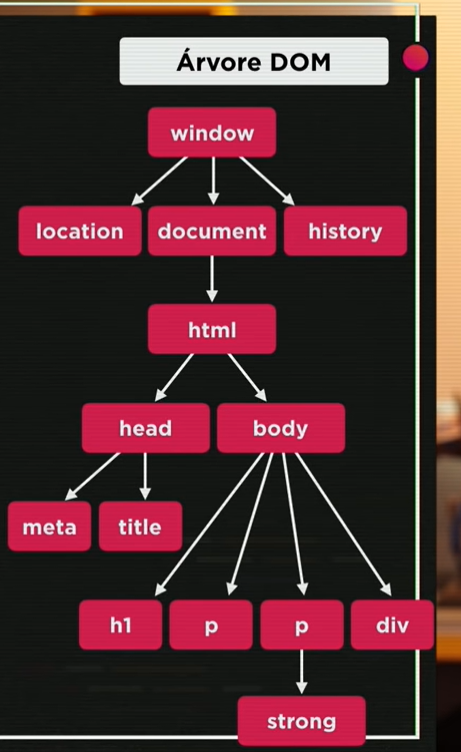 Árvore DOM
window
location document history
html
head body
meta title
h1 p p div
strong